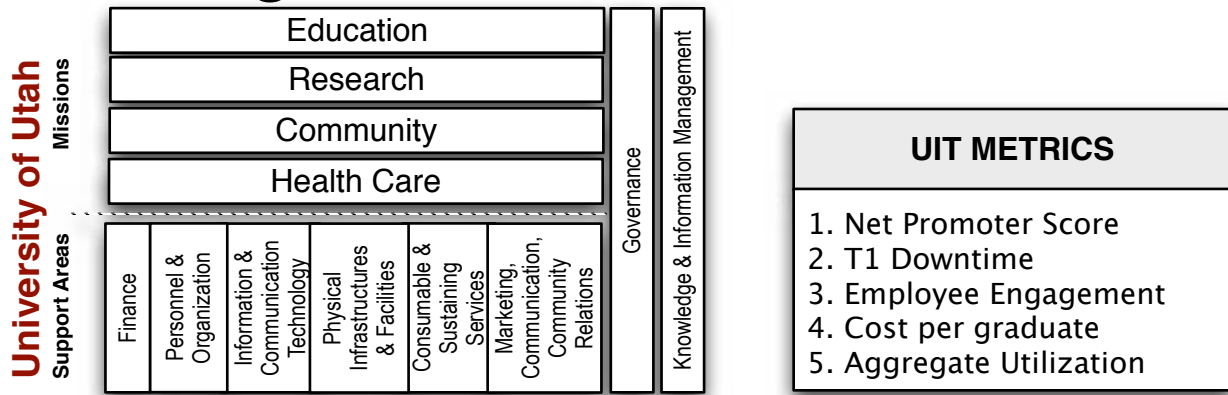 University of Utah
Missions
Support Areas
Education
Research
Community
Health Care
Finance
Personnel &
Organization
Information &
Communication
Technology
Physical
Infrastructures
& Facilities
Consumable &
Sustaining
Services
Marketing,
Communication,
Community
Relations
Governance
Knowledge & Information Management
UIT METRICS
1. Net Promoter Score
2. T1 Downtime
3. Employee Engagement
4. Cost per graduate
5. Aggregate Utilization